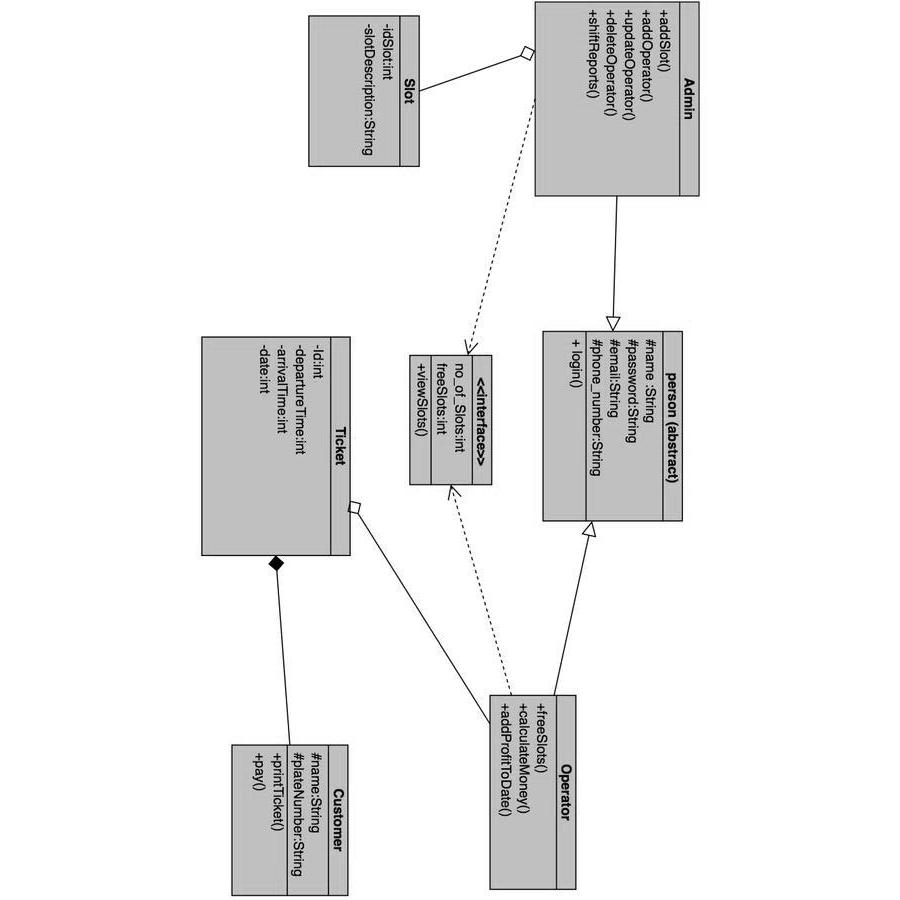 Admin
+addSlot()
+addOperator()
+updateOperator()
+deleteOperator()
+shiftReports()
person (abstract)
#name :String
#password:String
#email:String
#phone_number:String
+ login()
Operator
+freeSlots()
+calculateMoney()
+addProfitToDate()
Slot
-idSlot:int
-slotDescription:String
<<interface>>
no_of_Slots:int
freeSlots:int
+viewSlots()
Ticket
-Id:int
-departureTime:int
-arrivalTime:int
-date:int
Customer
#name:String
#plateNumber:String
+printTicket()
+pay()